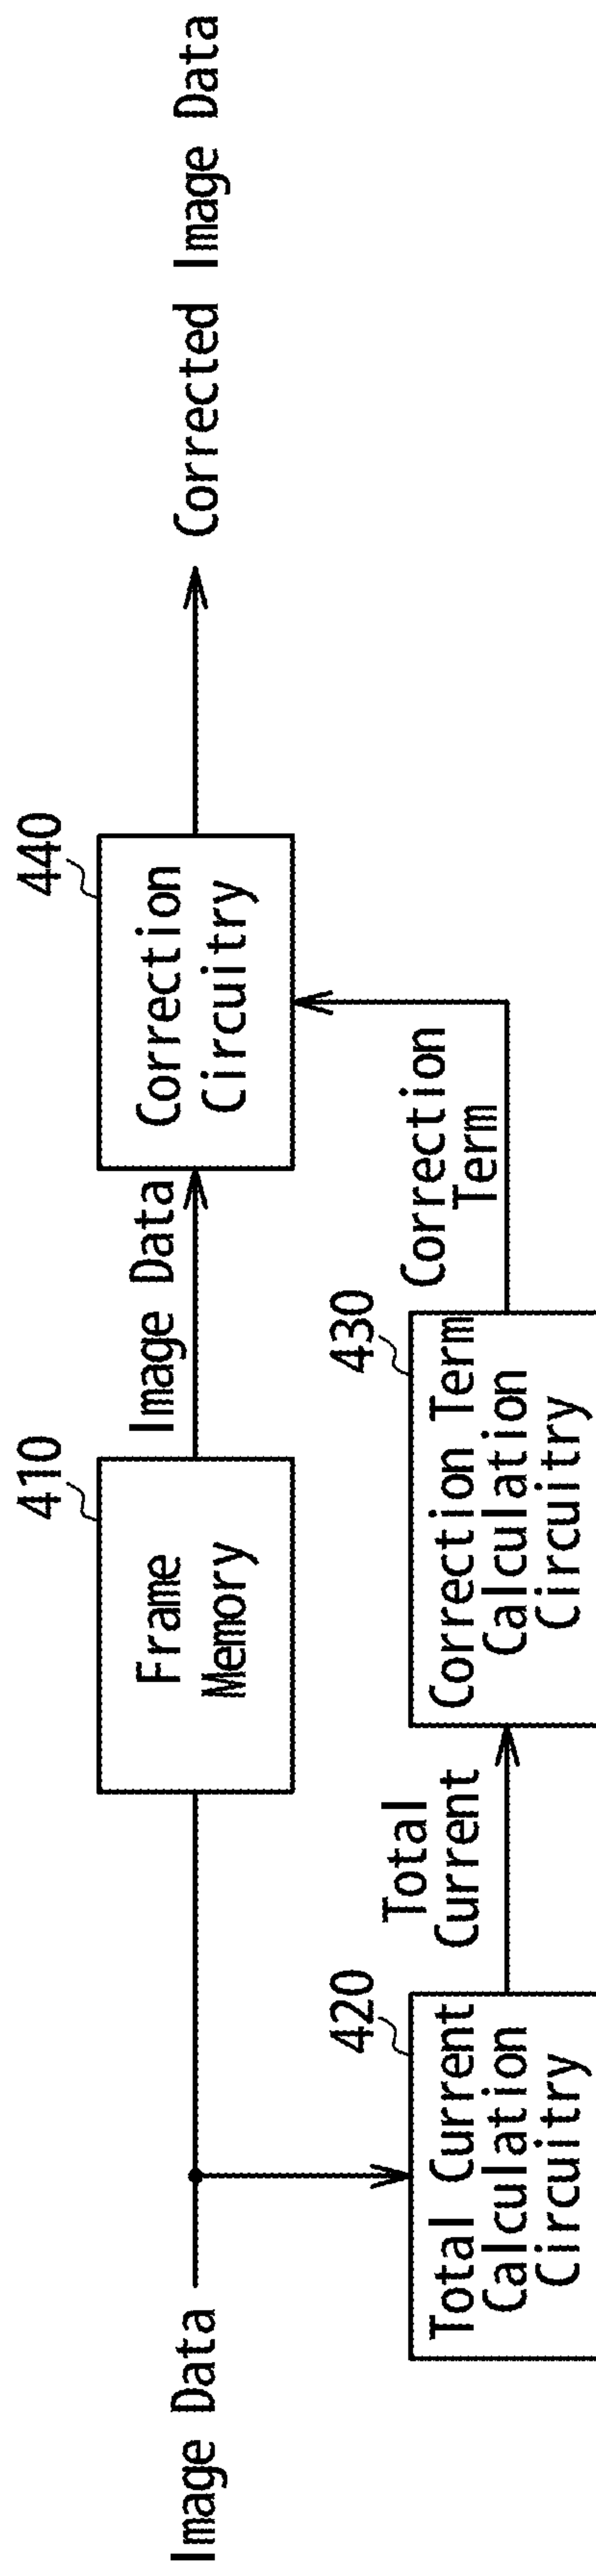 Image Data
410
Frame
Memory
Image Data
440
Correction
Circuitry
Corrected Image Data
420
Total Current
Calculation
Circuitry
Total
Current
430
Correction Term
Calculation
Circuitry
Correction
Term